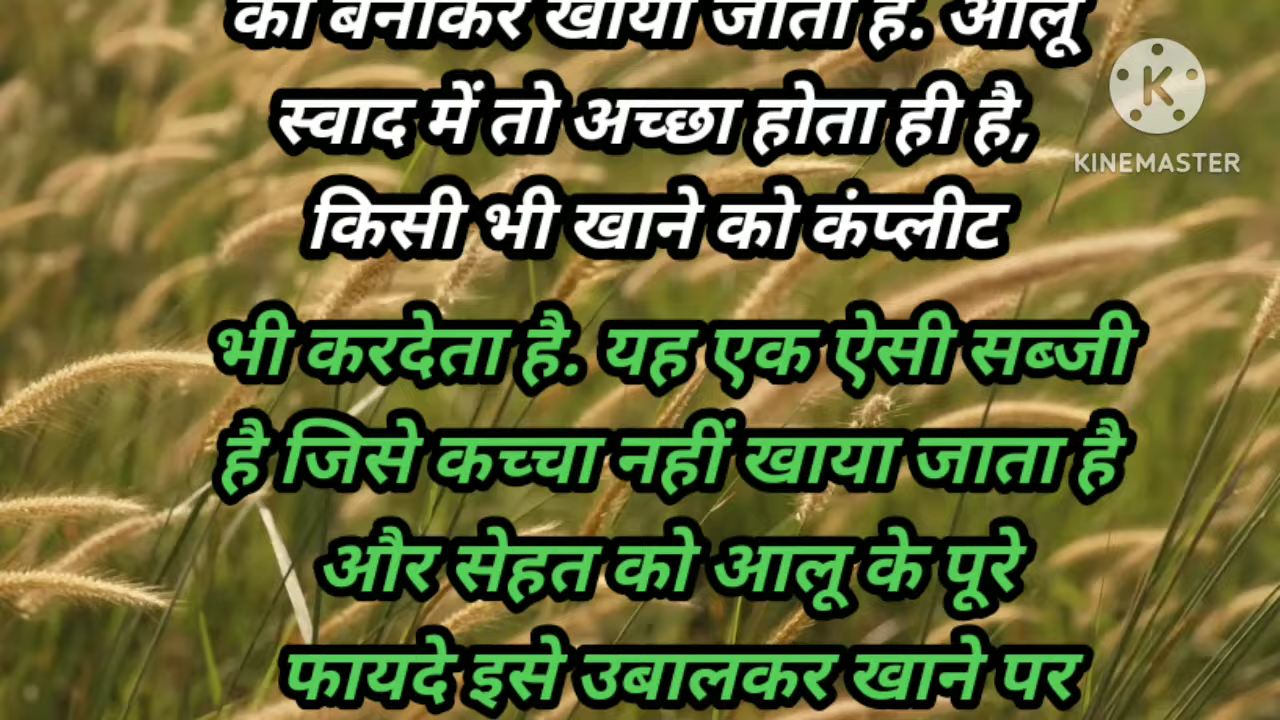 को बनाकर खाया जाता है. आलू
स्वाद में तो अच्छा होता ही है,
किसी भी खाने को कंप्लीट
भी करदेता है. यह एक ऐसी सब्जी
है जिसे कच्चा नहीं खाया जाता है
और सेहत को आलू के पूरे
फायदे इसे उबालकर खाने पर
K
KINEMASTER